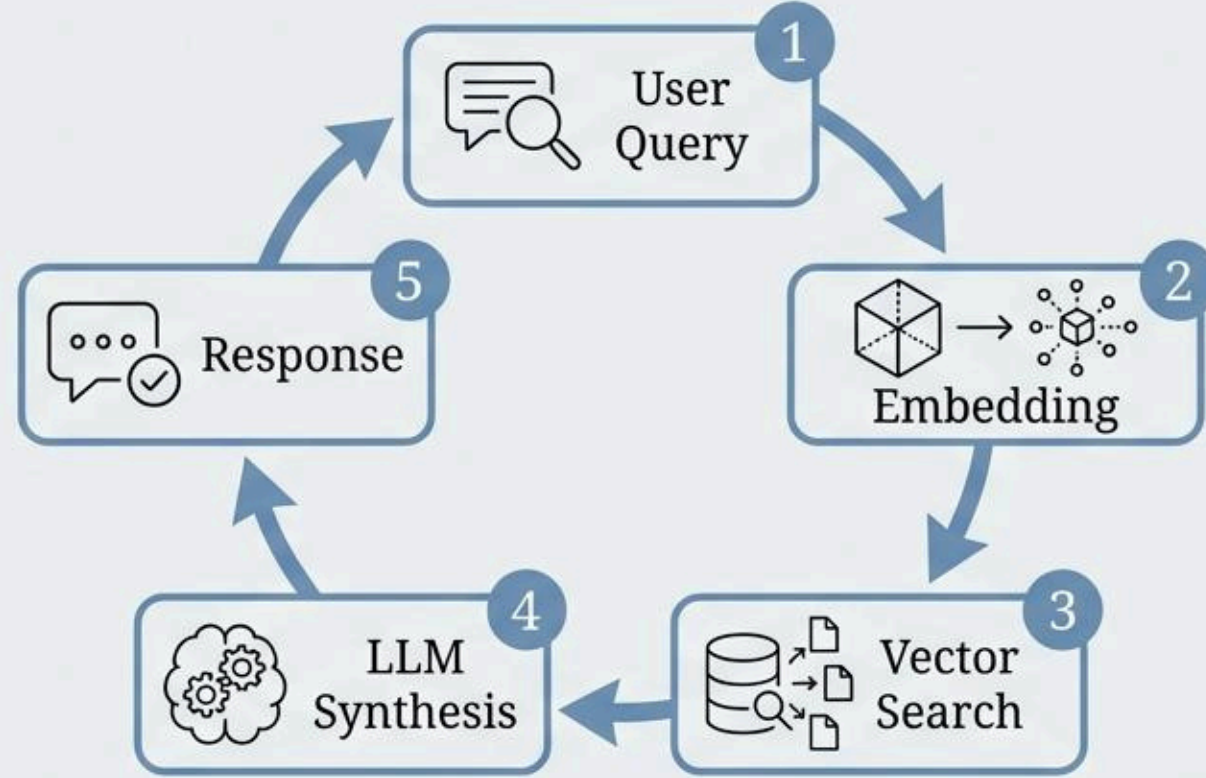 1
User
Query
2
Embedding
3
Vector
Search
4
LLM
Synthesis
5
Response